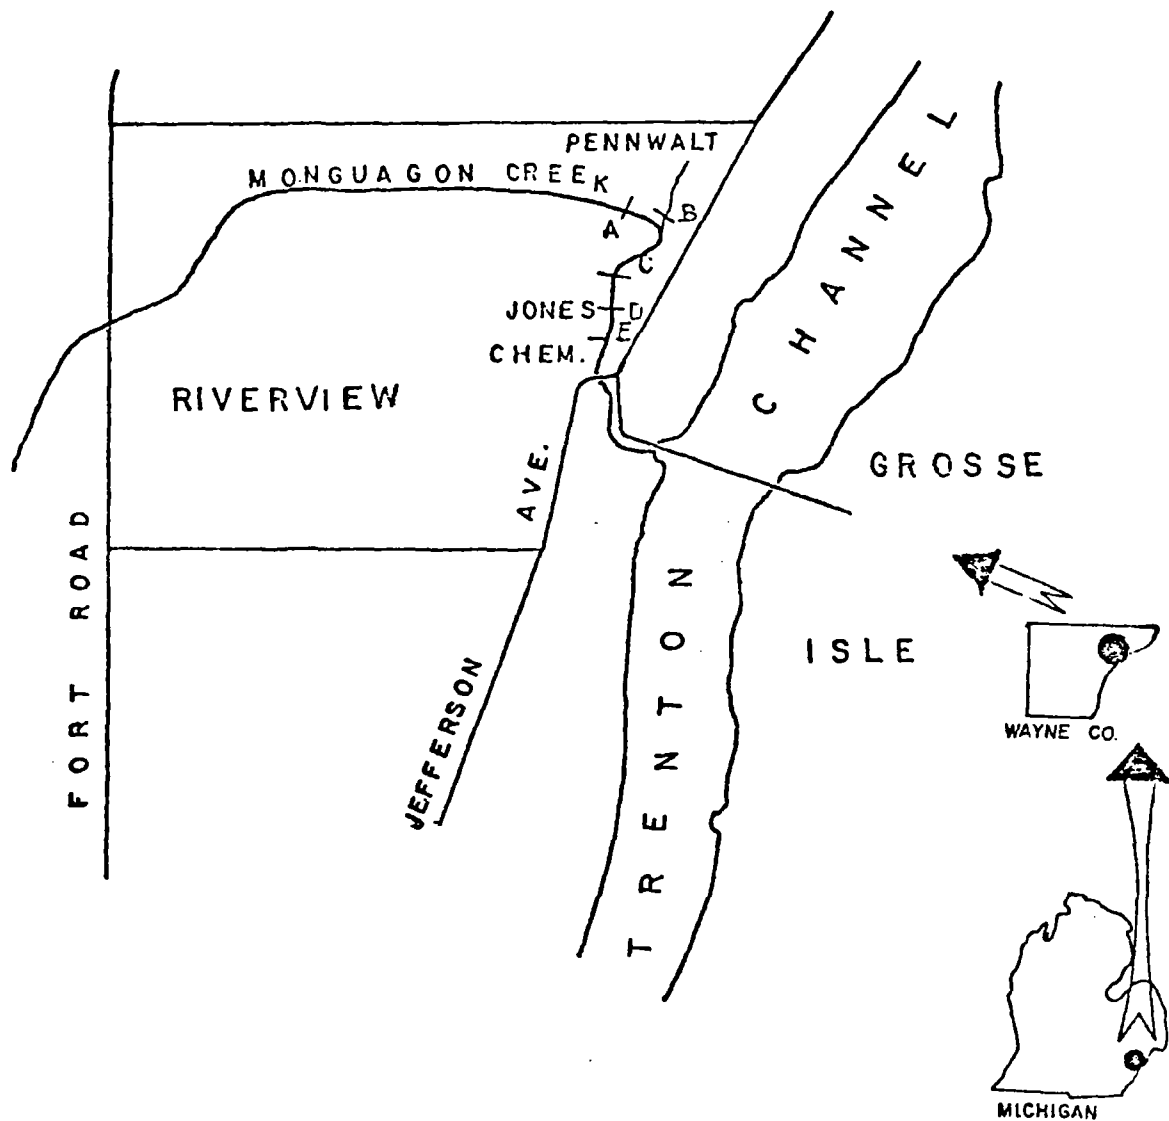 PENNWALT
MONGUAGON CREEK
A
B
C
JONES
D
E
CHEM.
RIVERVIEW
CHANNEL
GROSSE
AVE.
FORT ROAD
TRENTON
ISLE
JEFFERSON
WAYNE CO.
MICHIGAN